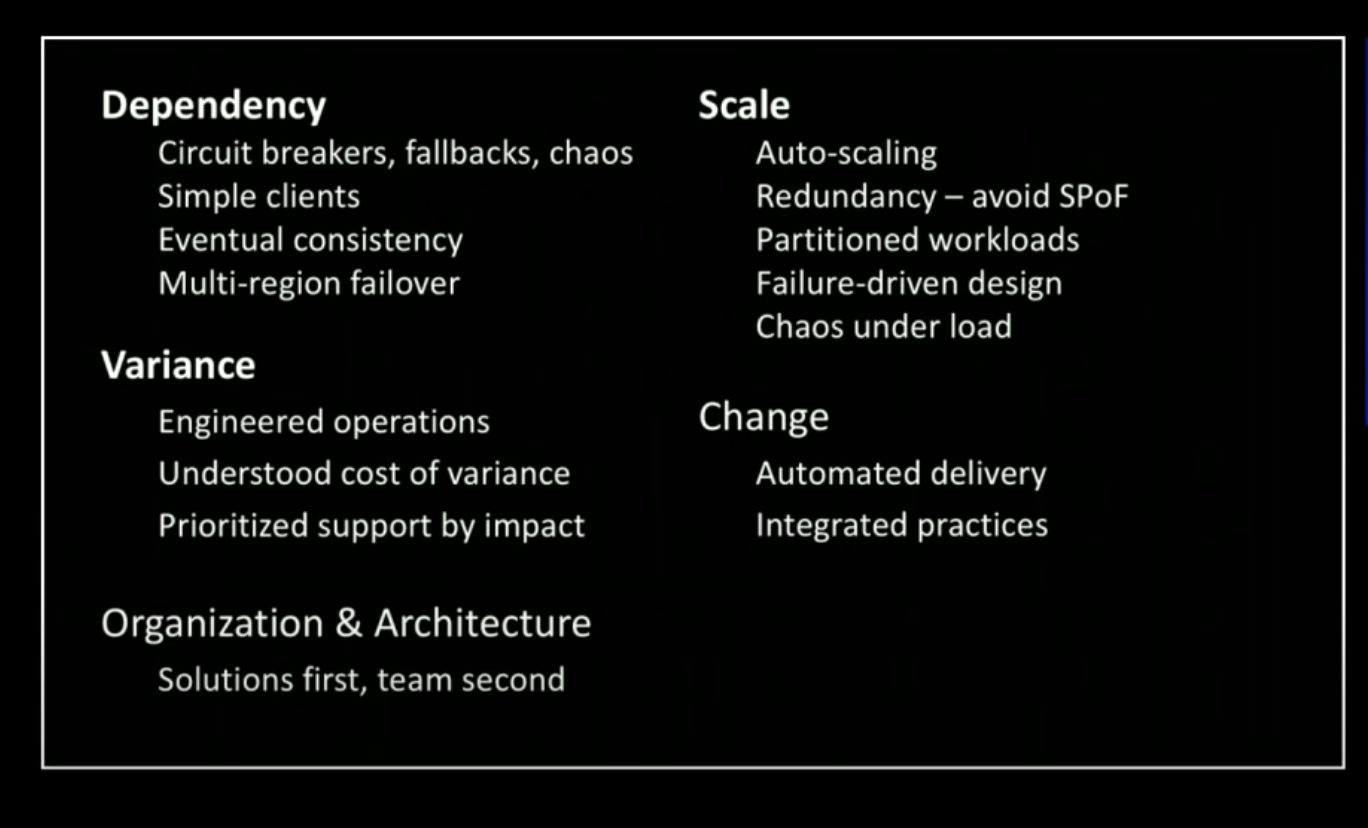 Dependency
Circuit breakers, fallbacks, chaos
Simple clients
Eventual consistency
Multi-region failover
Variance
Engineered operations
Understood cost of variance
Prioritized support by impact
Organization & Architecture
Solutions first, team second
Scale
Auto-scaling
Redundancy – avoid SPoF
Partitioned workloads
Failure-driven design
Chaos under load
Change
Automated delivery
Integrated practices